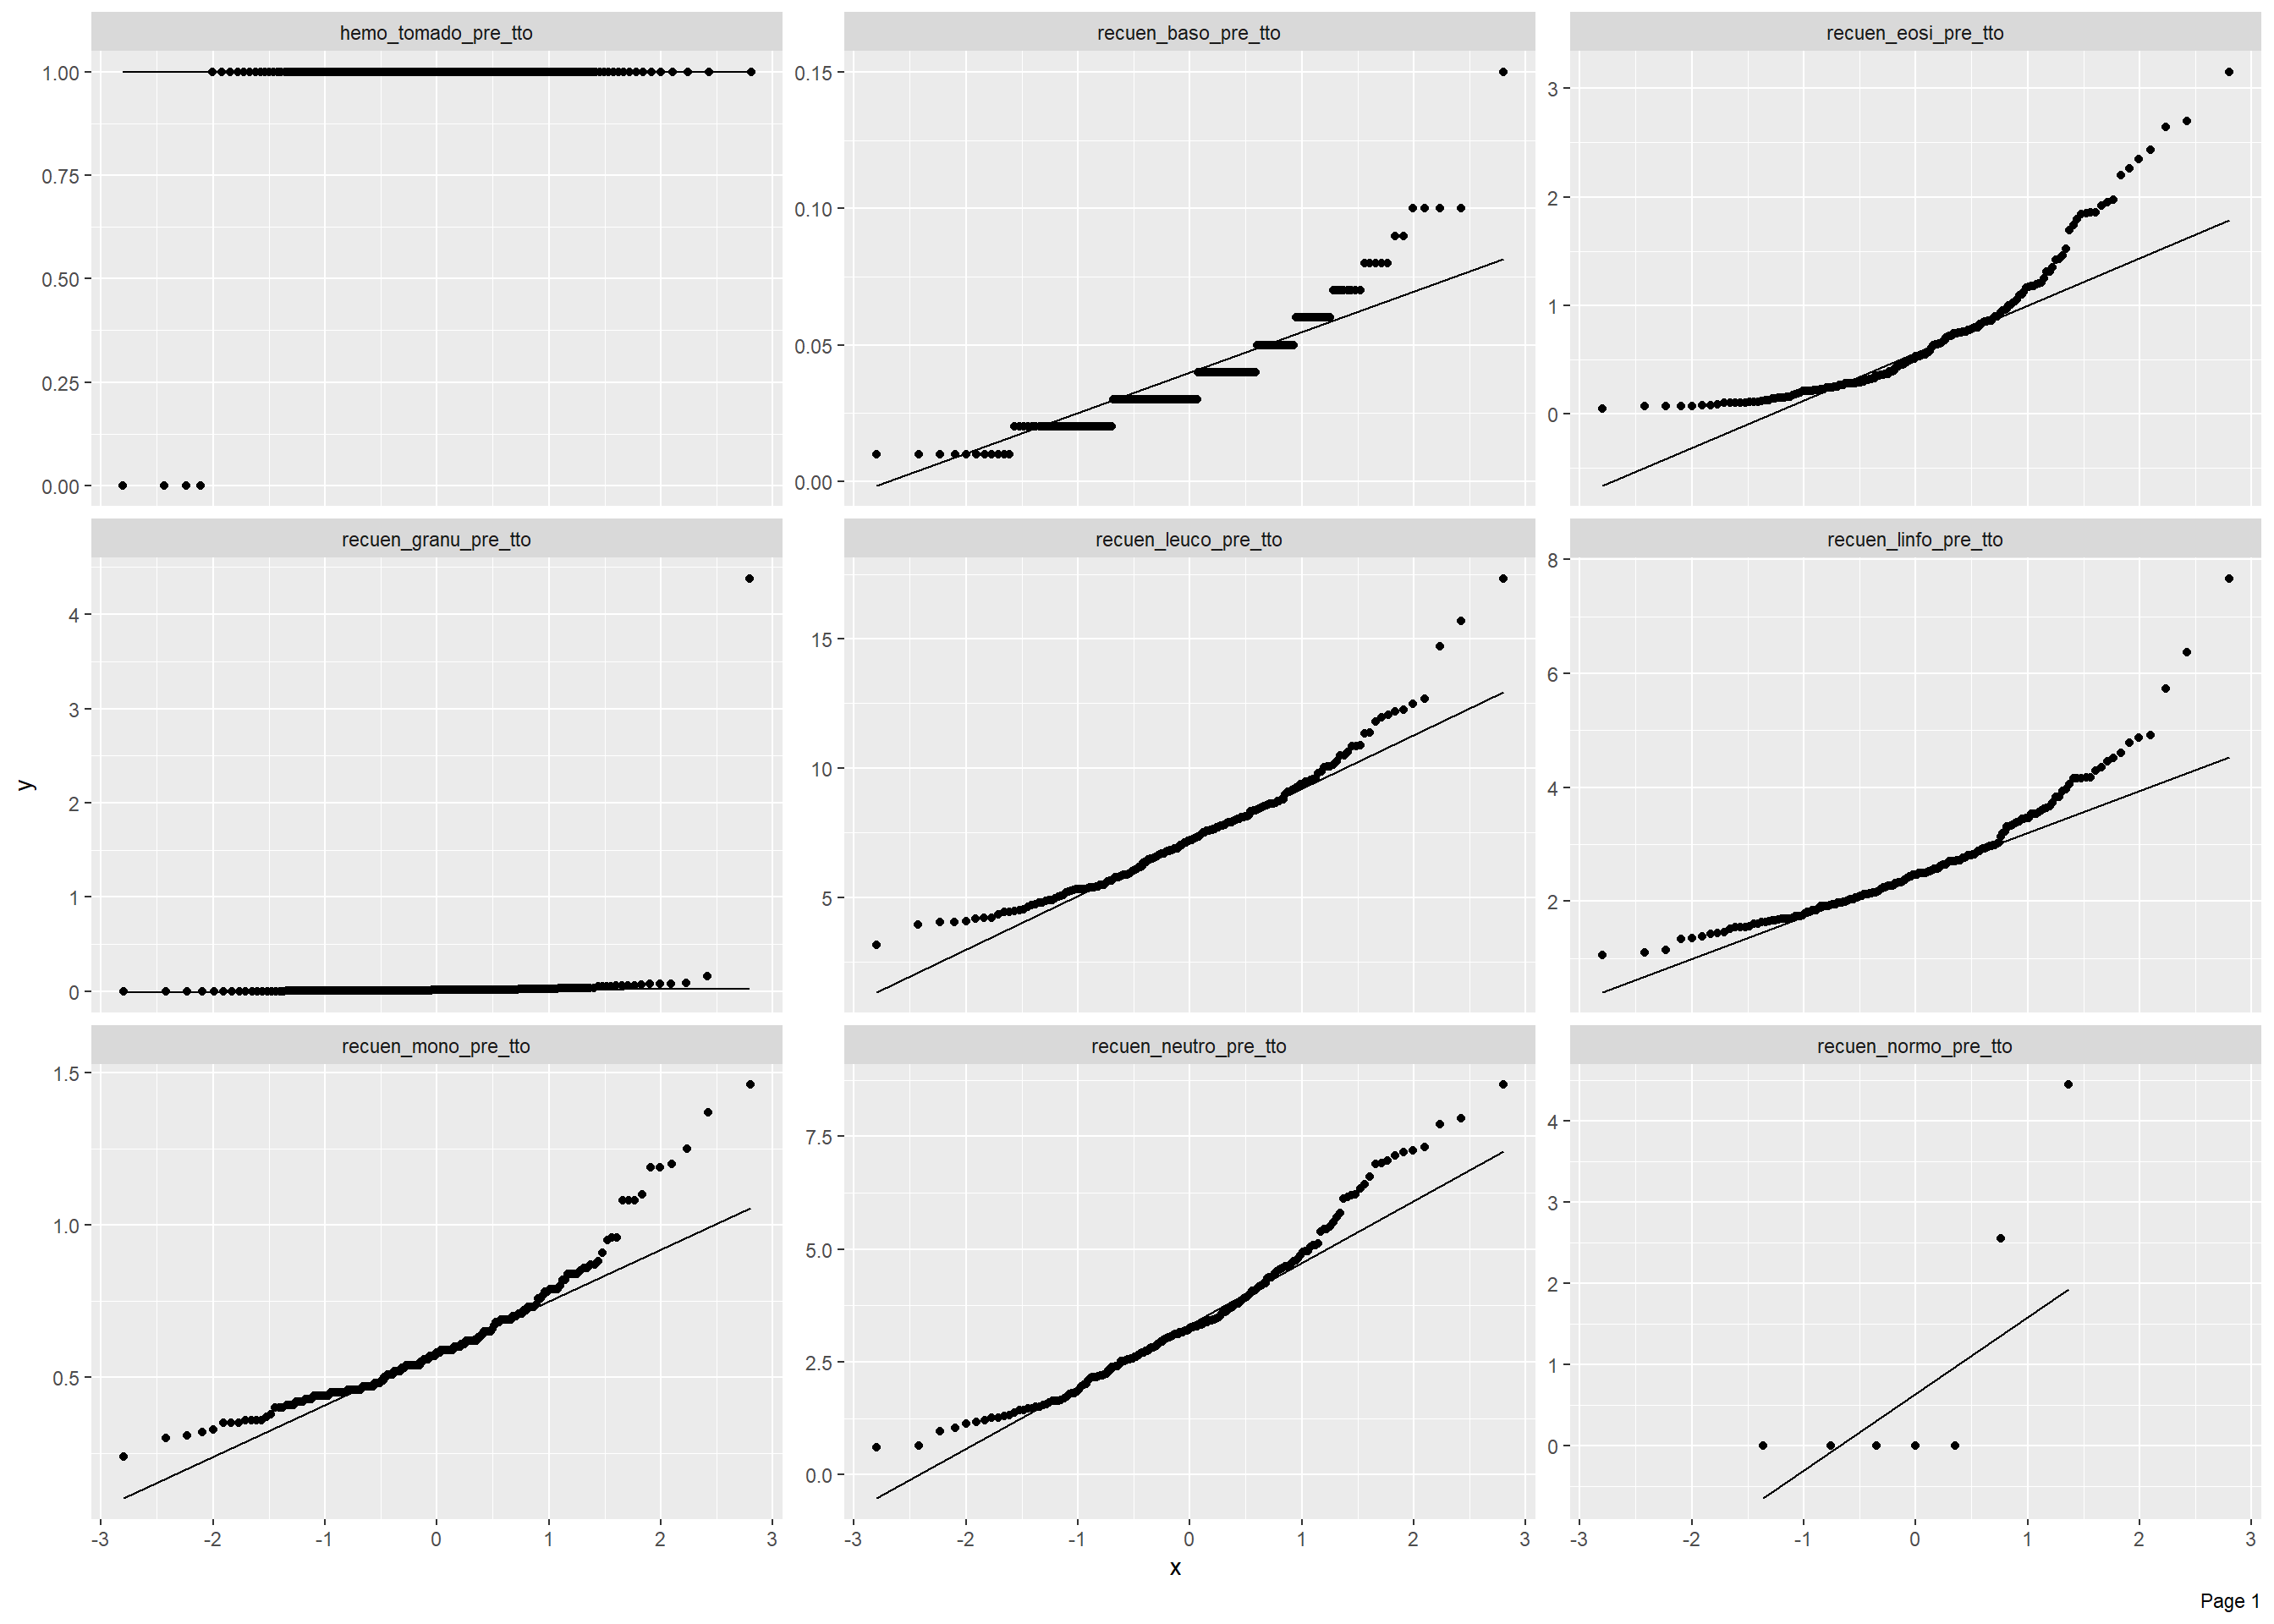 hemo_tomado_pre_tto
recuen_baso_pre_tto
recuen_eosi_pre_tto
1.00
0.75
0.50
0.25
0.00
0.15
0.10
0.05
0.00
3
2
1
0
recuen_granu_pre_tto
recuen_leuco_pre_tto
recuen_linfo_pre_tto
4
3
2
1
0
15
10
5
8
6
4
2
y
recuen_mono_pre_tto
recuen_neutro_pre_tto
recuen_normo_pre_tto
1.5
1.0
0.5
7.5
5.0
2.5
0.0
4
3
2
1
0
-3 -2 -1 0 1 2 3
-3 -2 -1 0 1 2 3
-3 -2 -1 0 1 2 3
x
Page 1